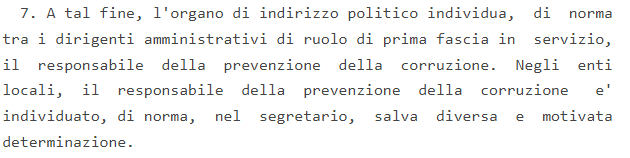 7. A tal fine, l'organo di indirizzo politico individua, di norma
tra i dirigenti amministrativi di ruolo di prima fascia in servizio,
il responsabile della prevenzione della corruzione. Negli enti
locali, il responsabile della prevenzione della corruzione e'
individuato, di norma, nel segretario, salva diversa e motivata
determinazione.